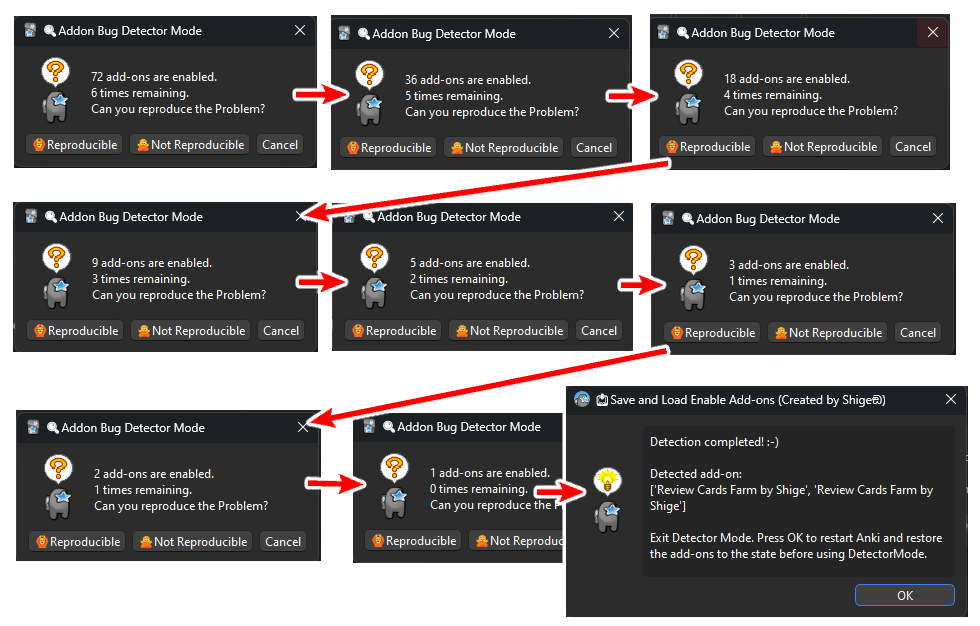 Addon Bug Detector Mode
72 add-ons are enabled.
6 times remaining.
Can you reproduce the Problem?
Reproducible
Not Reproducible
Cancel
Addon Bug Detector Mode
36 add-ons are enabled.
5 times remaining.
Can you reproduce the Problem?
Reproducible
Not Reproducible
Cancel
Addon Bug Detector Mode
18 add-ons are enabled.
4 times remaining.
Can you reproduce the Problem?
Reproducible
Not Reproducible
Cancel
Addon Bug Detector Mode
9 add-ons are enabled.
3 times remaining.
Can you reproduce the Problem?
Reproducible
Not Reproducible
Cancel
Addon Bug Detector Mode
5 add-ons are enabled.
2 times remaining.
Can you reproduce the Problem?
Reproducible
Not Reproducible
Cancel
Addon Bug Detector Mode
3 add-ons are enabled.
1 times remaining.
Can you reproduce the Problem?
Reproducible
Not Reproducible
Cancel
Addon Bug Detector Mode
2 add-ons are enabled.
1 times remaining.
Can you reproduce the Problem?
Reproducible
Not Reproducible
Cancel
Addon Bug Detector Mode
1 add-ons are enabled.
0 times remaining.
Can you reproduce the
Reproducible
Not
Save and Load Enable Add-ons (Created by Shige)
Detection completed! :-)
Detected add-on:
['Review Cards Farm by Shige', 'Review Cards Farm by
Shige']
Exit Detector Mode. Press OK to restart Anki and restore
the add-ons to the state before using DetectorMode.
OK